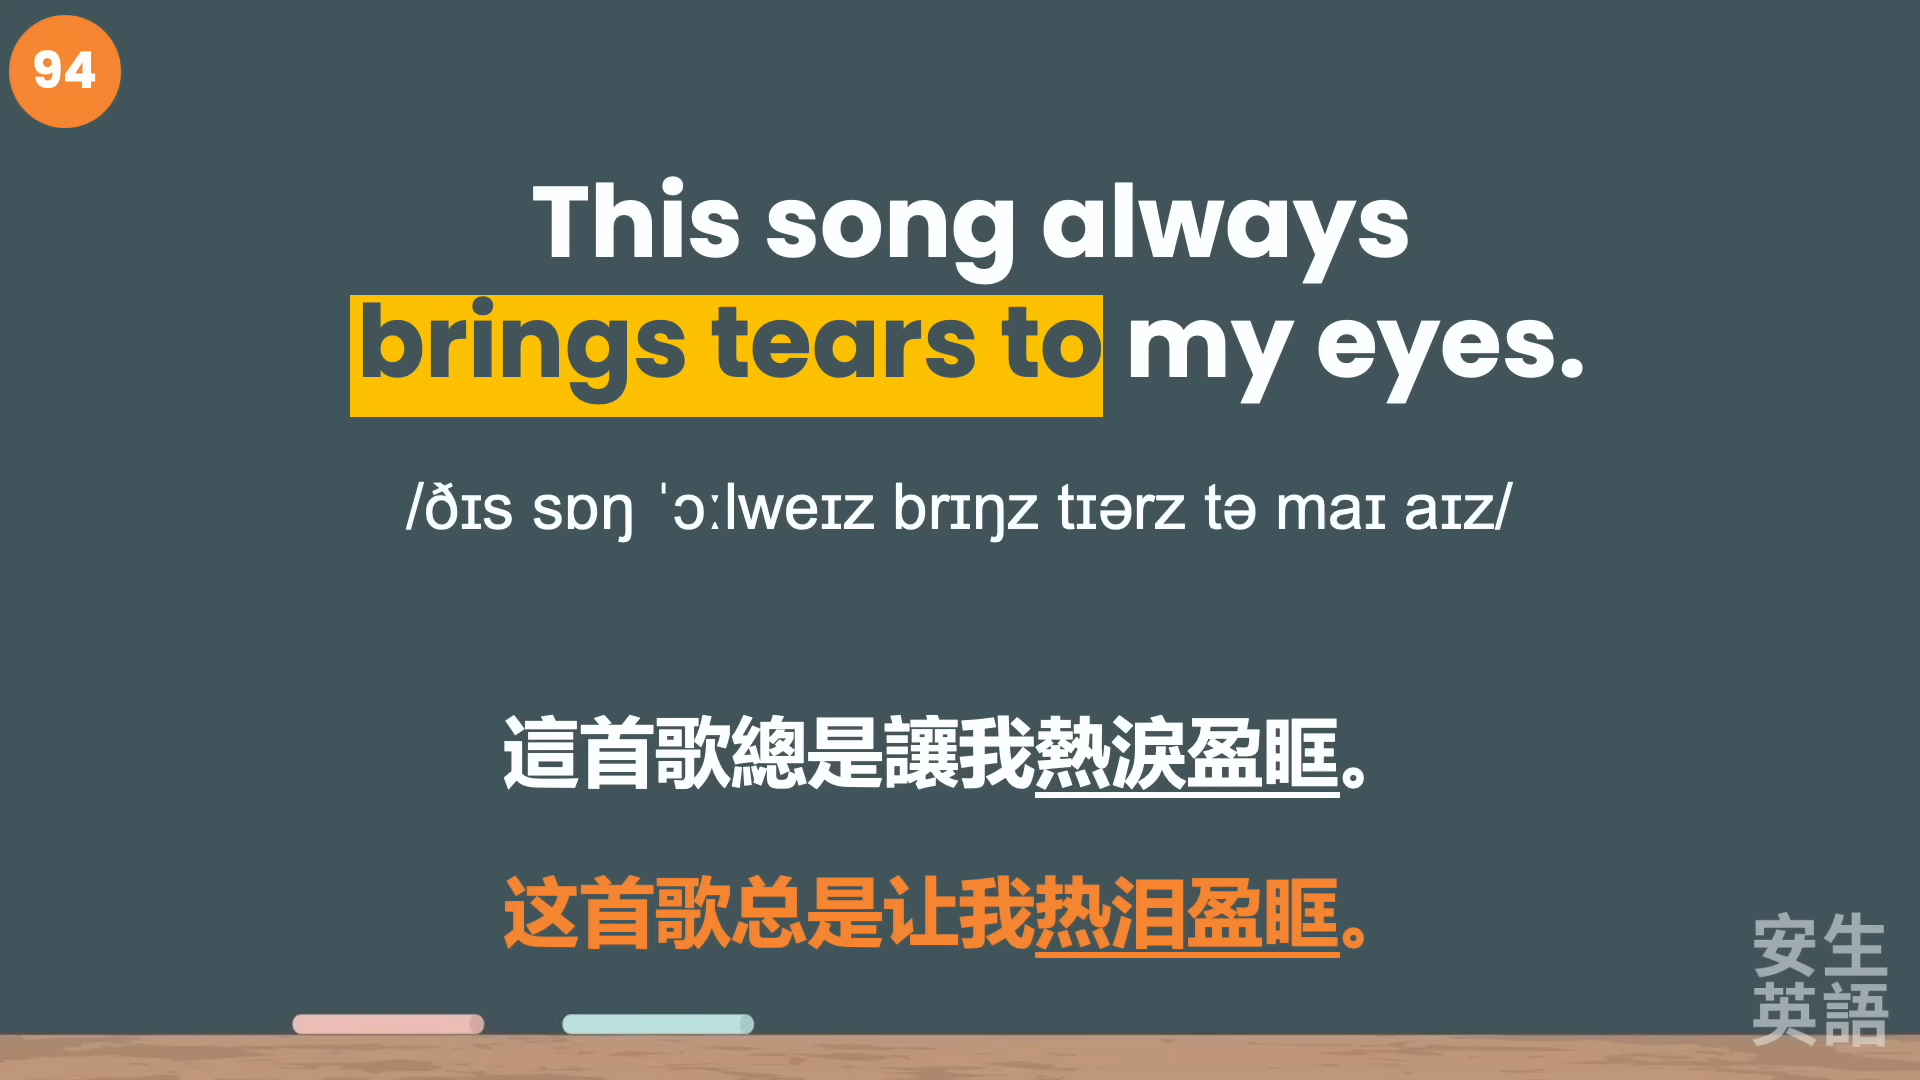 94
This song always
brings tears to my eyes.
/ðɪs sɒŋ ˈɔːlweɪz brɪŋz tɪərz tə maɪ aɪz/
這首歌總是讓我熱淚盈眶。
这首歌总是让我热泪盈眶。
安生
英語